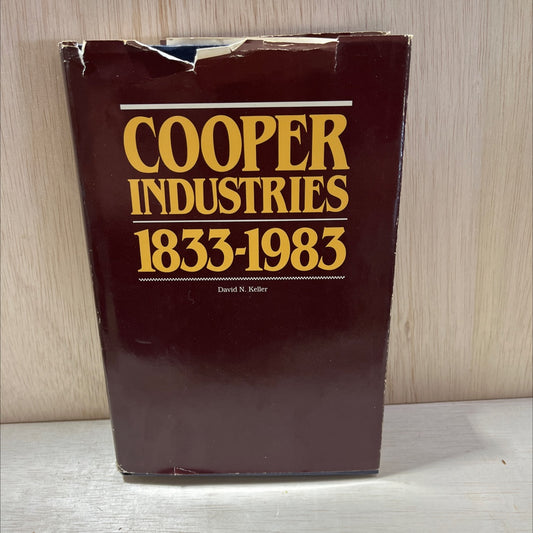 COOPER
INDUSTRIES
1833-1983
David N. Keller